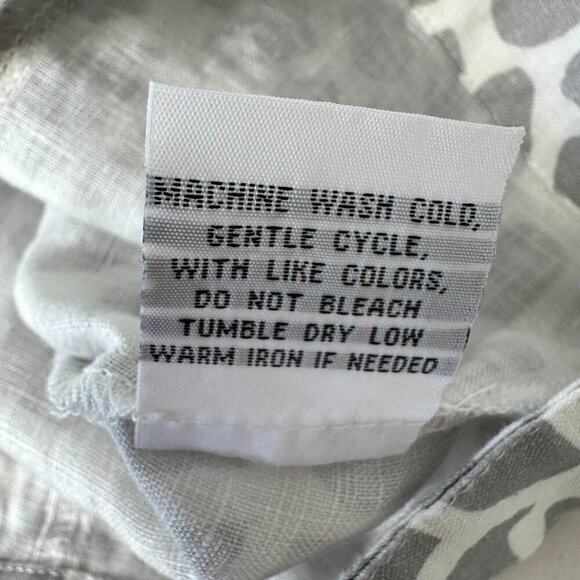 MACHINE WASH COLD,
GENTLE CYCLE,
WITH LIKE COLORS,
DO NOT BLEACH
TUMBLE DRY LOW
WARM IRON IF NEEDED